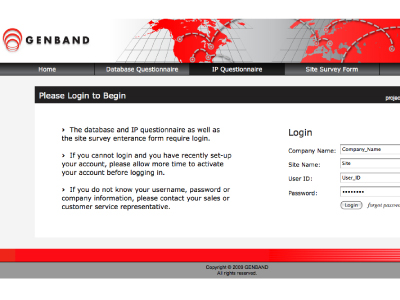 GENBAND
Home Database Questionnaire IP Questionnaire Site Survey Form
Please Login to Begin
projec
› The database and IP questionnaire as well as
the site survey enterance form require login.
› If you cannot login and you have recently set-up
your account, please allow more time to activate
your account before logging in.
› If you do not know your username, password or
company information, please contact your sales or
customer service representative.
Login
Company Name: Company_Name
Site Name: Site
User ID: User_ID
Password: ••••••••
Login forgot passwo
Copyright © 2009 GENBAND
All rights reserved.